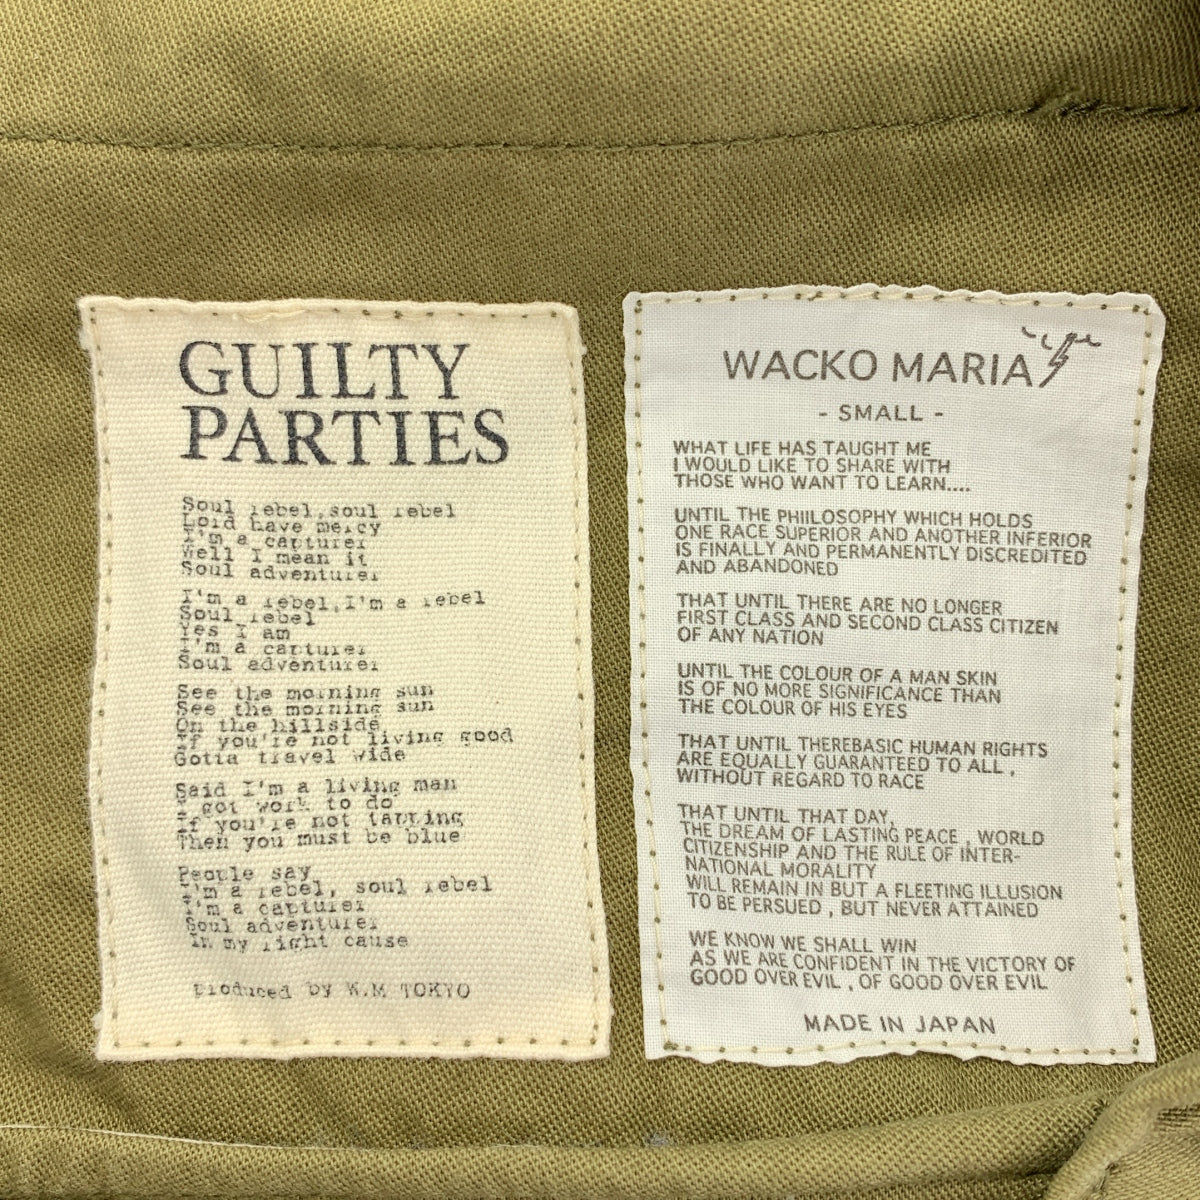 GUILTY
PARTIES
Soul rebel,soul rebel
Lord have mercy
I'm a capturer
Well I mean it
Soul adventurer
I'm a rebel,I'm a rebel
Soul rebel
Yes I am
I'm a capturer
Soul adventurer
See the morning sun
See the morning sun
On the hillside
If you're not living good
Gotta travel wide
Said I'm a living man
I got work to do
If you're not tapping
Then you must be blue
People say
I'm a rebel, soul rebel
I'm a capturer
Soul adventurer
In my right cause
produced by W.M TOKYO
WACKO MARIA
- SMALL -
WHAT LIFE HAS TAUGHT ME
I WOULD LIKE TO SHARE WITH
THOSE WHO WANT TO LEARN....
UNTIL THE PHIILOSOPHY WHICH HOLDS
ONE RACE SUPERIOR AND ANOTHER INFERIOR
IS FINALLY AND PERMANENTLY DISCREDITED
AND ABANDONED
THAT UNTIL THERE ARE NO LONGER
FIRST CLASS AND SECOND CLASS CITIZEN
OF ANY NATION
UNTIL THE COLOUR OF A MAN SKIN
IS OF NO MORE SIGNIFICANCE THAN
THE COLOUR OF HIS EYES
THAT UNTIL THEREBASIC HUMAN RIGHTS
ARE EQUALLY GUARANTEED TO ALL ,
WITHOUT REGARD TO RACE
THAT UNTIL THAT DAY,
THE DREAM OF LASTING PEACE , WORLD
CITIZENSHIP AND THE RULE OF INTER-
NATIONAL MORALITY
WILL REMAIN IN BUT A FLEETING ILLUSION
TO BE PERSUED , BUT NEVER ATTAINED
WE KNOW WE SHALL WIN
AS WE ARE CONFIDENT IN THE VICTORY OF
GOOD OVER EVIL , OF GOOD OVER EVIL
MADE IN JAPAN